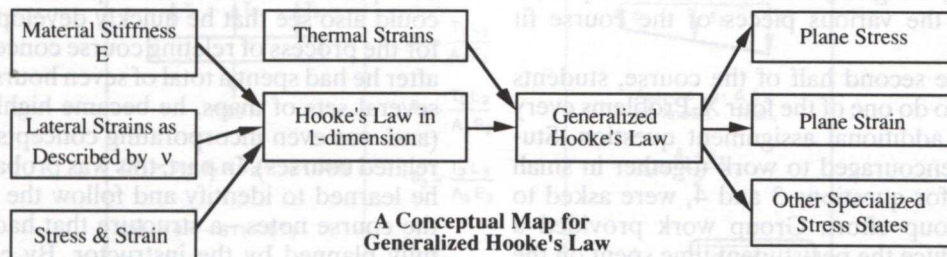 Material Stiffness
E
Lateral Strains as
Described by ν,
Stress & Strain
Thermal Strains
Hooke's Law in
1-dimension
Generalized
Hooke's Law
Plane Stress
Plane Strain
Other Specialized
Stress States
A Conceptual Map for
Generalized Hooke's Law